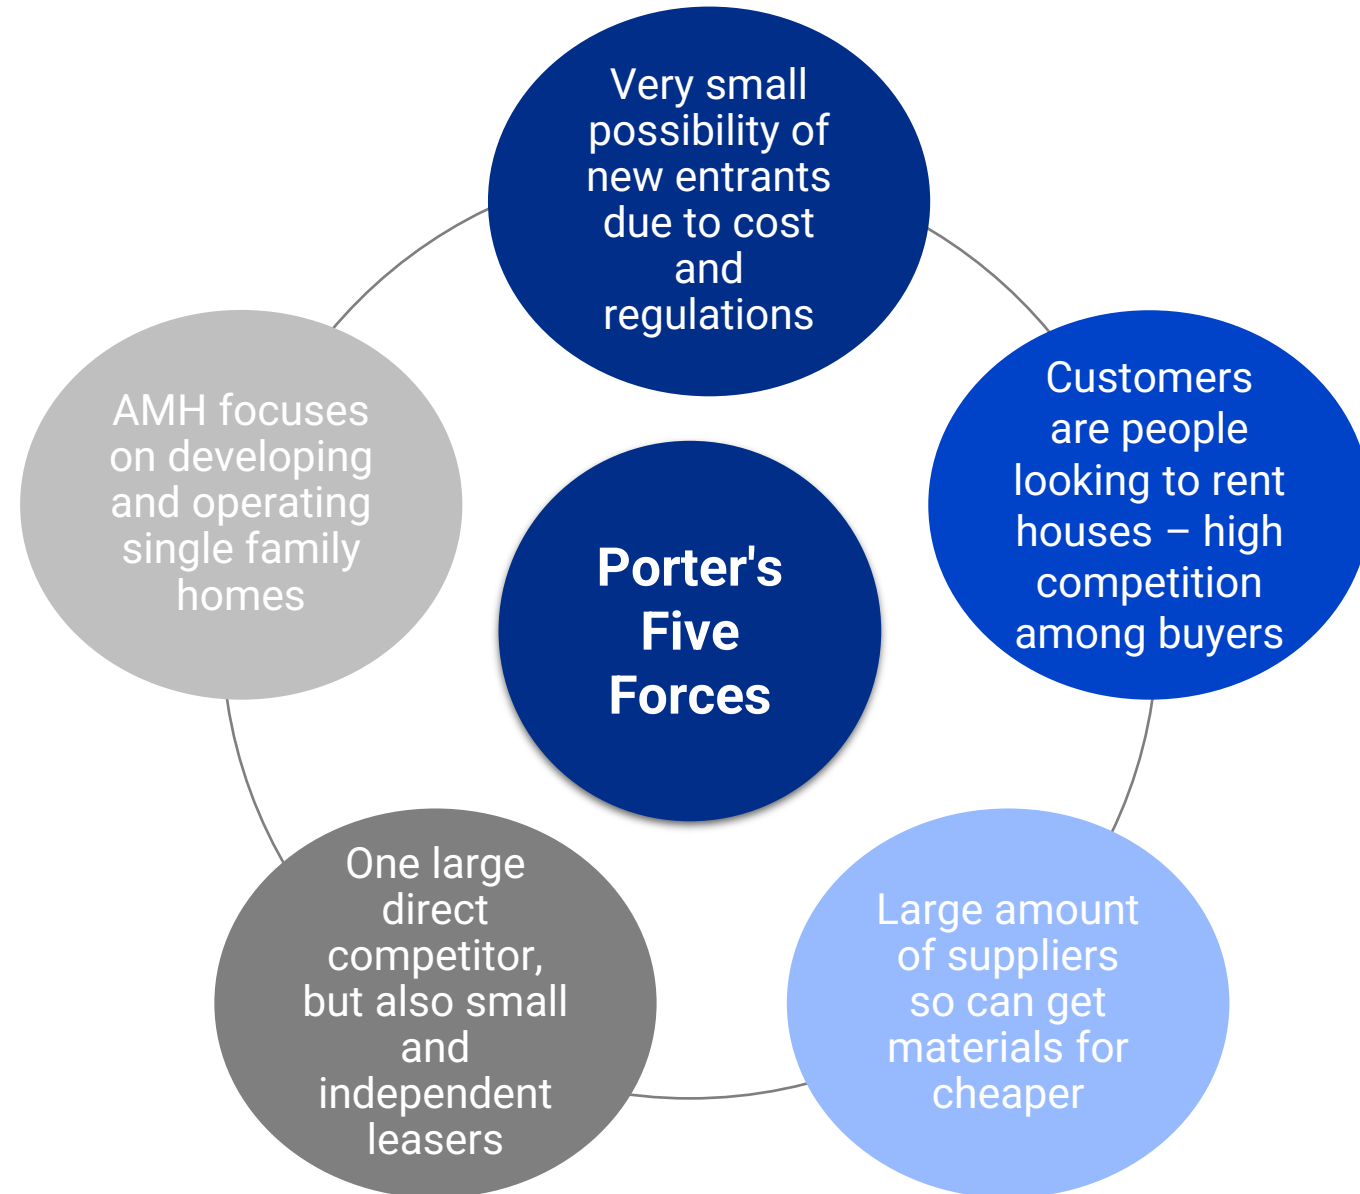 Very small
possibility of
new entrants
due to cost
and
regulations
Customers
are people
looking to rent
houses – high
competition
among buyers
Large amount
of suppliers
so can get
materials for
cheaper
One large
direct
competitor,
but also small
and
independent
leasers
AMH focuses
on developing
and operating
single family
homes
Porter's
Five
Forces